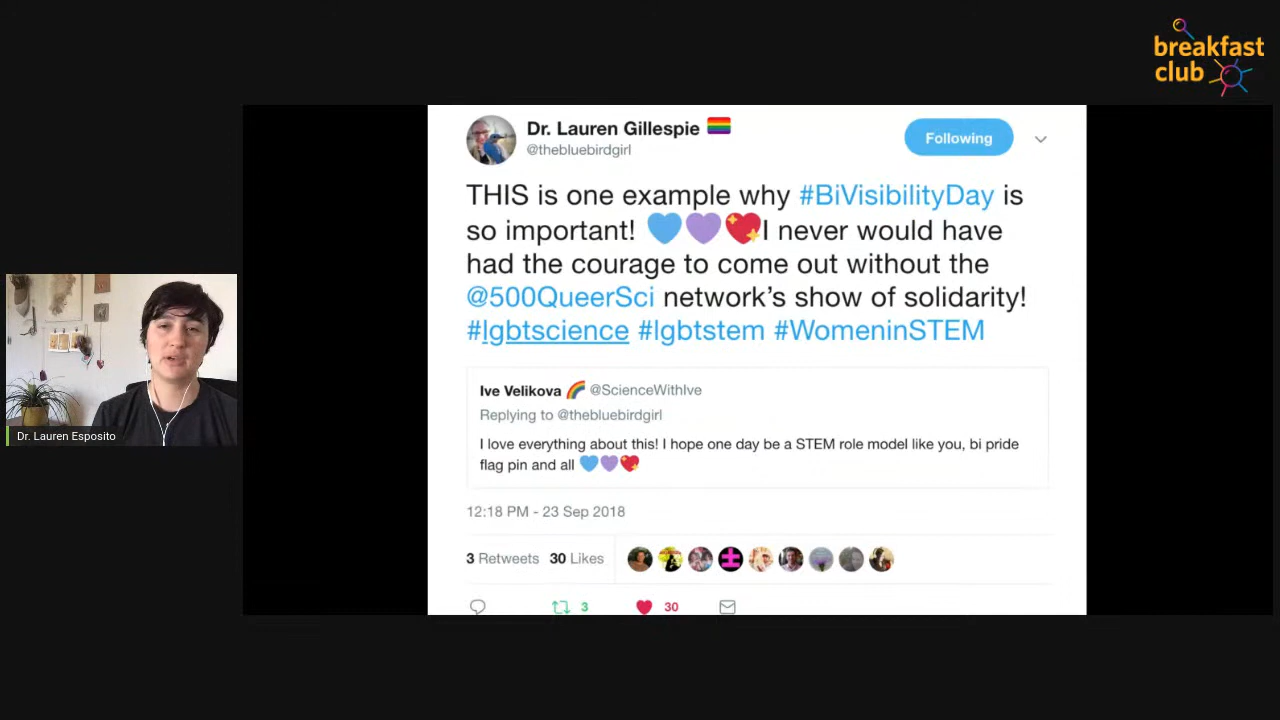 breakfast
club
Dr. Lauren Gillespie
@thebluebirdgirl
Following
THIS is one example why #BiVisibilityDay is
so important! I never would have
had the courage to come out without the
@500QueerSci network’s show of solidarity!
#lgbtscience #lgbtstem #WomeninSTEM
Ive Velikova @ScienceWithIve
Replying to @thebluebirdgirl
I love everything about this! I hope one day be a STEM role model like you, bi pride
flag pin and all
12:18 PM - 23 Sep 2018
3 Retweets 30 Likes
3 30
Dr. Lauren Esposito